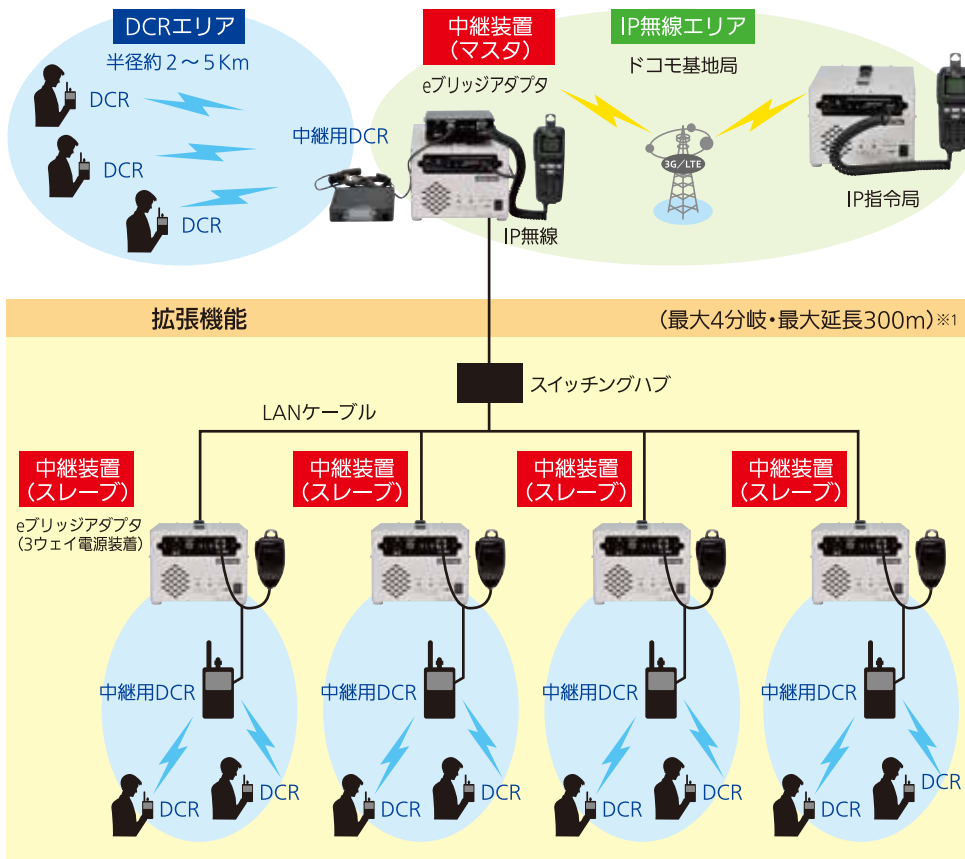 DCRエリア
半径約2～5Km
DCR
DCR
DCR
中継用DCR
中継装置
(マスタ)
eブリッジアダプタ
IP無線
IP無線エリア
ドコモ基地局
3G/LTE
IP指令局
拡張機能
(最大4分岐・最大延長300m)※1
スイッチングハブ
LANケーブル
中継装置
(スレーブ)
中継装置
(スレーブ)
中継装置
(スレーブ)
中継装置
(スレーブ)
eブリッジアダプタ
(3ウェイ電源装着)
中継用DCR
中継用DCR
中継用DCR
中継用DCR
DCR
DCR
DCR
DCR
DCR
DCR
DCR
DCR